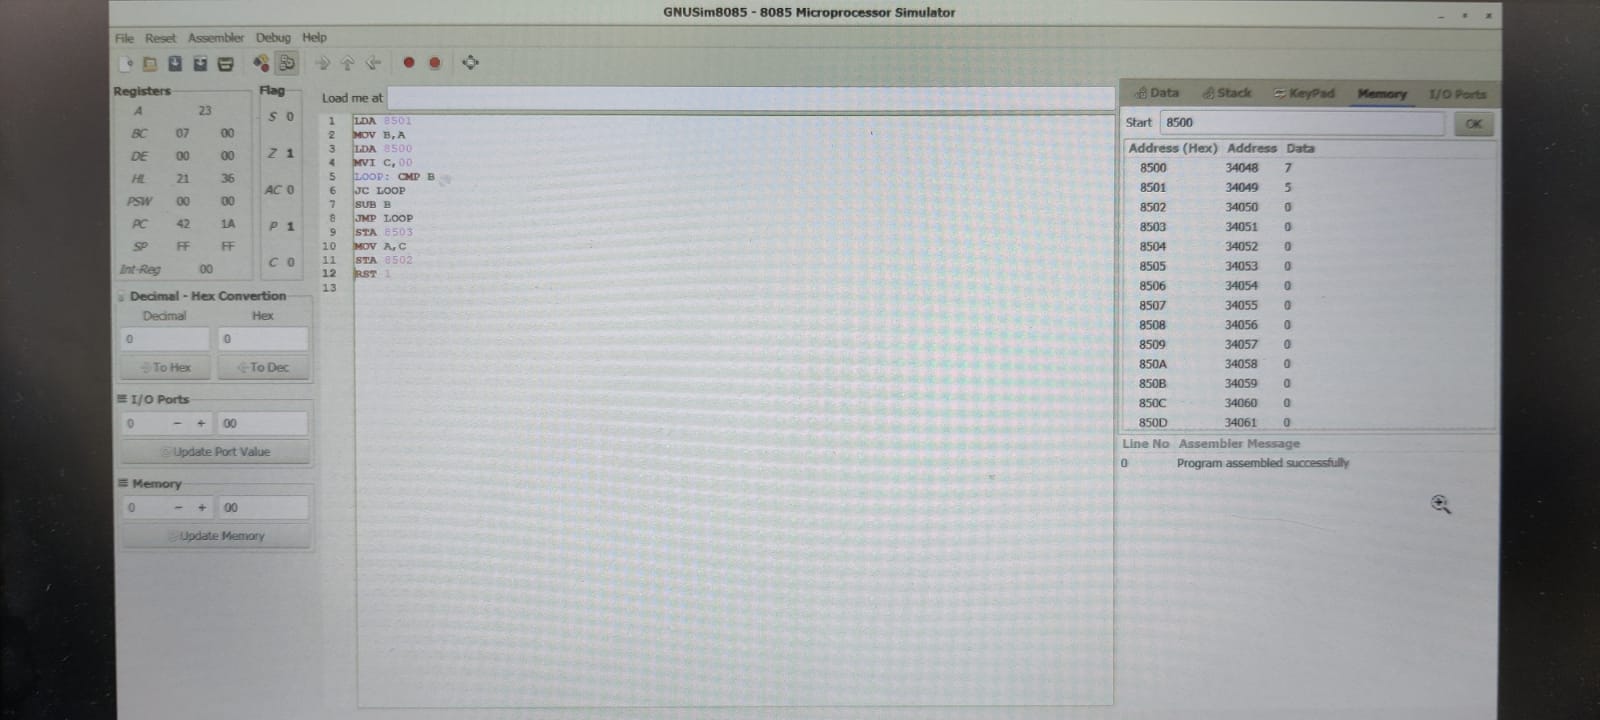 GNUSim8085 - 8085 Microprocessor Simulator
File Reset Assembler Debug Help
Registers
A 23
BC 07 00
DE 00 00
HL 21 36
PSW 00 00
PC 42 1A
SP FF FF
Int-Reg 00
Flag
S 0
Z 1
AC 0
P 1
C 0
Decimal - Hex Convertion
Decimal Hex
0 0
To Hex To Dec
I/O Ports
0 - + 00
Update Port Value
Memory
0 - + 00
Update Memory
Load me at
1 LDA 8501
2 MOV B,A
3 LDA 8500
4 MVI C,00
5 LOOP: CMP B
6 JC LOOP
7 SUB B
8 JMP LOOP
9 STA 8503
10 MOV A,C
11 STA 8502
12 RST 1
13
Data Stack KeyPad Memory I/O Ports
Start 8500 OK
Address (Hex) Address Data
8500 34048 7
8501 34049 5
8502 34050 0
8503 34051 0
8504 34052 0
8505 34053 0
8506 34054 0
8507 34055 0
8508 34056 0
8509 34057 0
850A 34058 0
850B 34059 0
850C 34060 0
850D 34061 0
Line No Assembler Message
0 Program assembled successfully